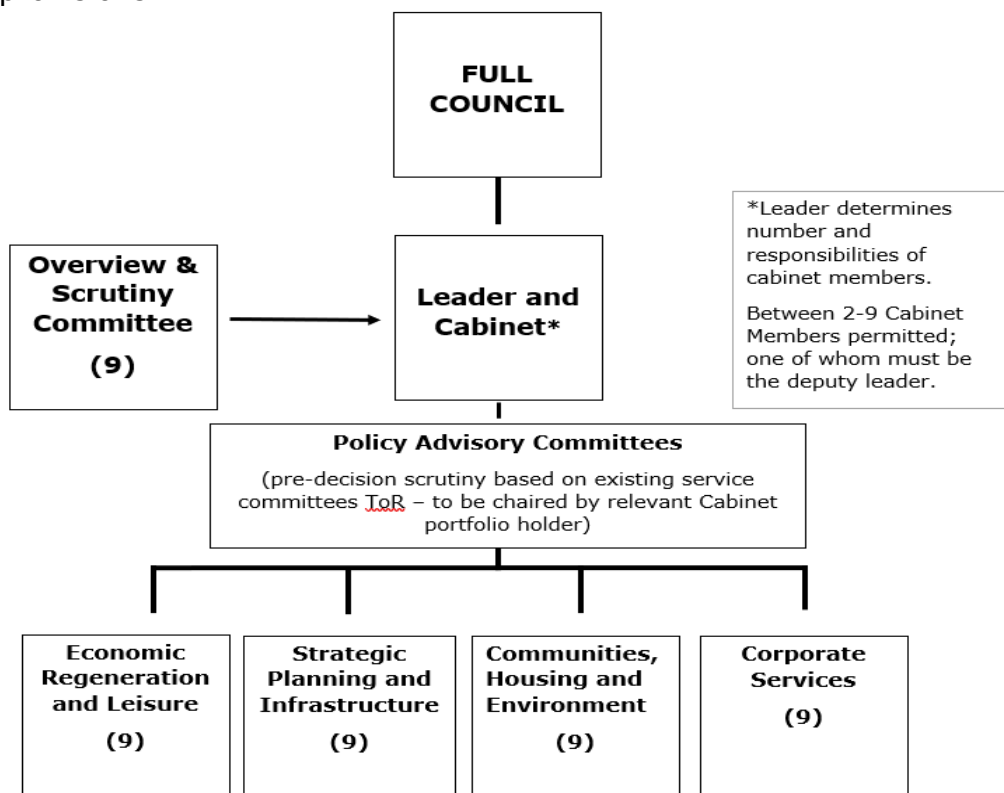 FULL
COUNCIL
*Leader determines
number and
responsibilities of
cabinet members.
Between 2-9 Cabinet
Members permitted;
one of whom must be
the deputy leader.
Overview &
Scrutiny
Committee
(9)
Leader and
Cabinet*
Policy Advisory Committees
(pre-decision scrutiny based on existing service
committees ToR – to be chaired by relevant Cabinet
portfolio holder)
Economic
Regeneration
and Leisure
(9)
Strategic
Planning and
Infrastructure
(9)
Communities,
Housing and
Environment
(9)
Corporate
Services
(9)